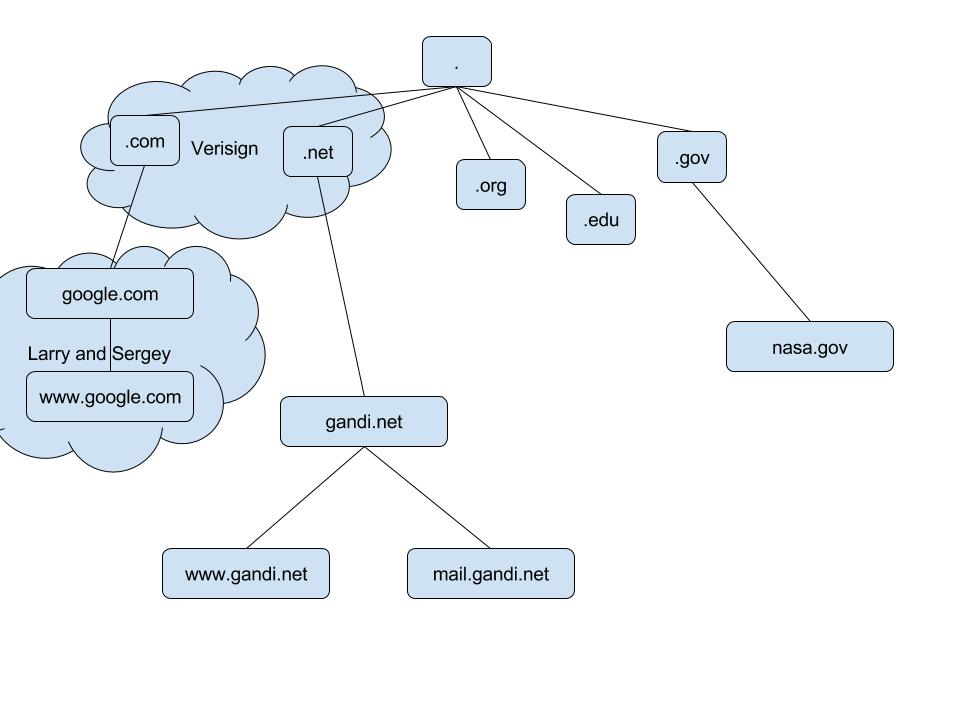 .
.com
Verisign
.net
.org
.edu
.gov
google.com
Larry and Sergey
www.google.com
nasa.gov
gandi.net
www.gandi.net
mail.gandi.net